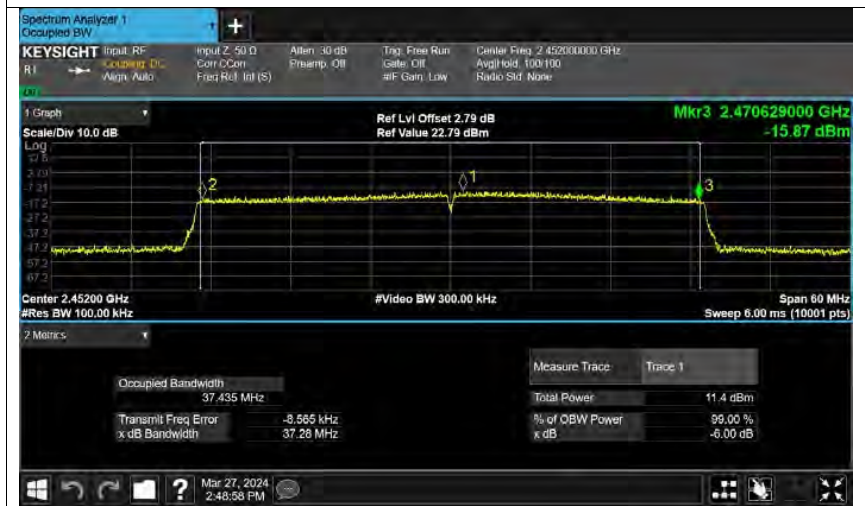 Spectrum Analyzer 1
Occupied BW
+
KEYSIGHT Input: RF Input Z: 50 Ω Atten: 30 dB Trig: Free Run Center Freq: 2.452000000 GHz
Coupling: DC Corr CCorr Preamp: Off Gate: Off Avg|Hold: 100/100
Align: Auto Freq Ref: Int (S) #IF Gain: Low Radio Std: None
1 Graph
Ref Lvl Offset 2.79 dB
Mkr3 2.470629000 GHz
Scale/Div 10.0 dB
Ref Value 22.79 dBm
-15.87 dBm
Log
2.79
-7.21
-17.2
-27.2
-37.2
-47.2
-57.2
-67.2
2
1
3
Center 2.45200 GHz
#Video BW 300.00 kHz
Span 60 MHz
#Res BW 100.00 kHz
Sweep 6.00 ms (10001 pts)
2 Metrics
Measure Trace Trace 1
Occupied Bandwidth
37.435 MHz
Total Power 11.4 dBm
Transmit Freq Error -8.565 kHz
% of OBW Power 99.00 %
x dB Bandwidth 37.28 MHz
x dB -6.00 dB
?
Mar 27, 2024
2:48:58 PM